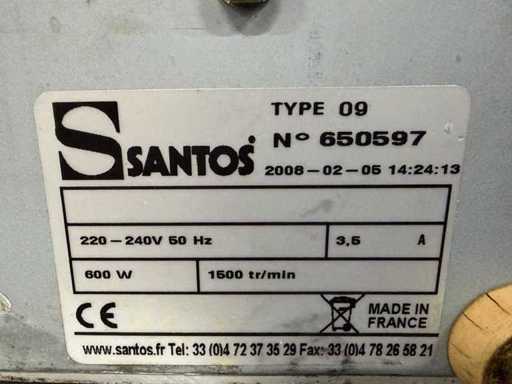 TYPE 09
N° 650597
SANTOS
2008-02-05 14:24:13
220-240V 50 Hz 3,5 A
600 W 1500 tr/min
CE MADE IN
FRANCE
www.santos.fr Tel: 33 (0)4 72 37 35 29 Fax: 33 (0)4 78 26 58 21